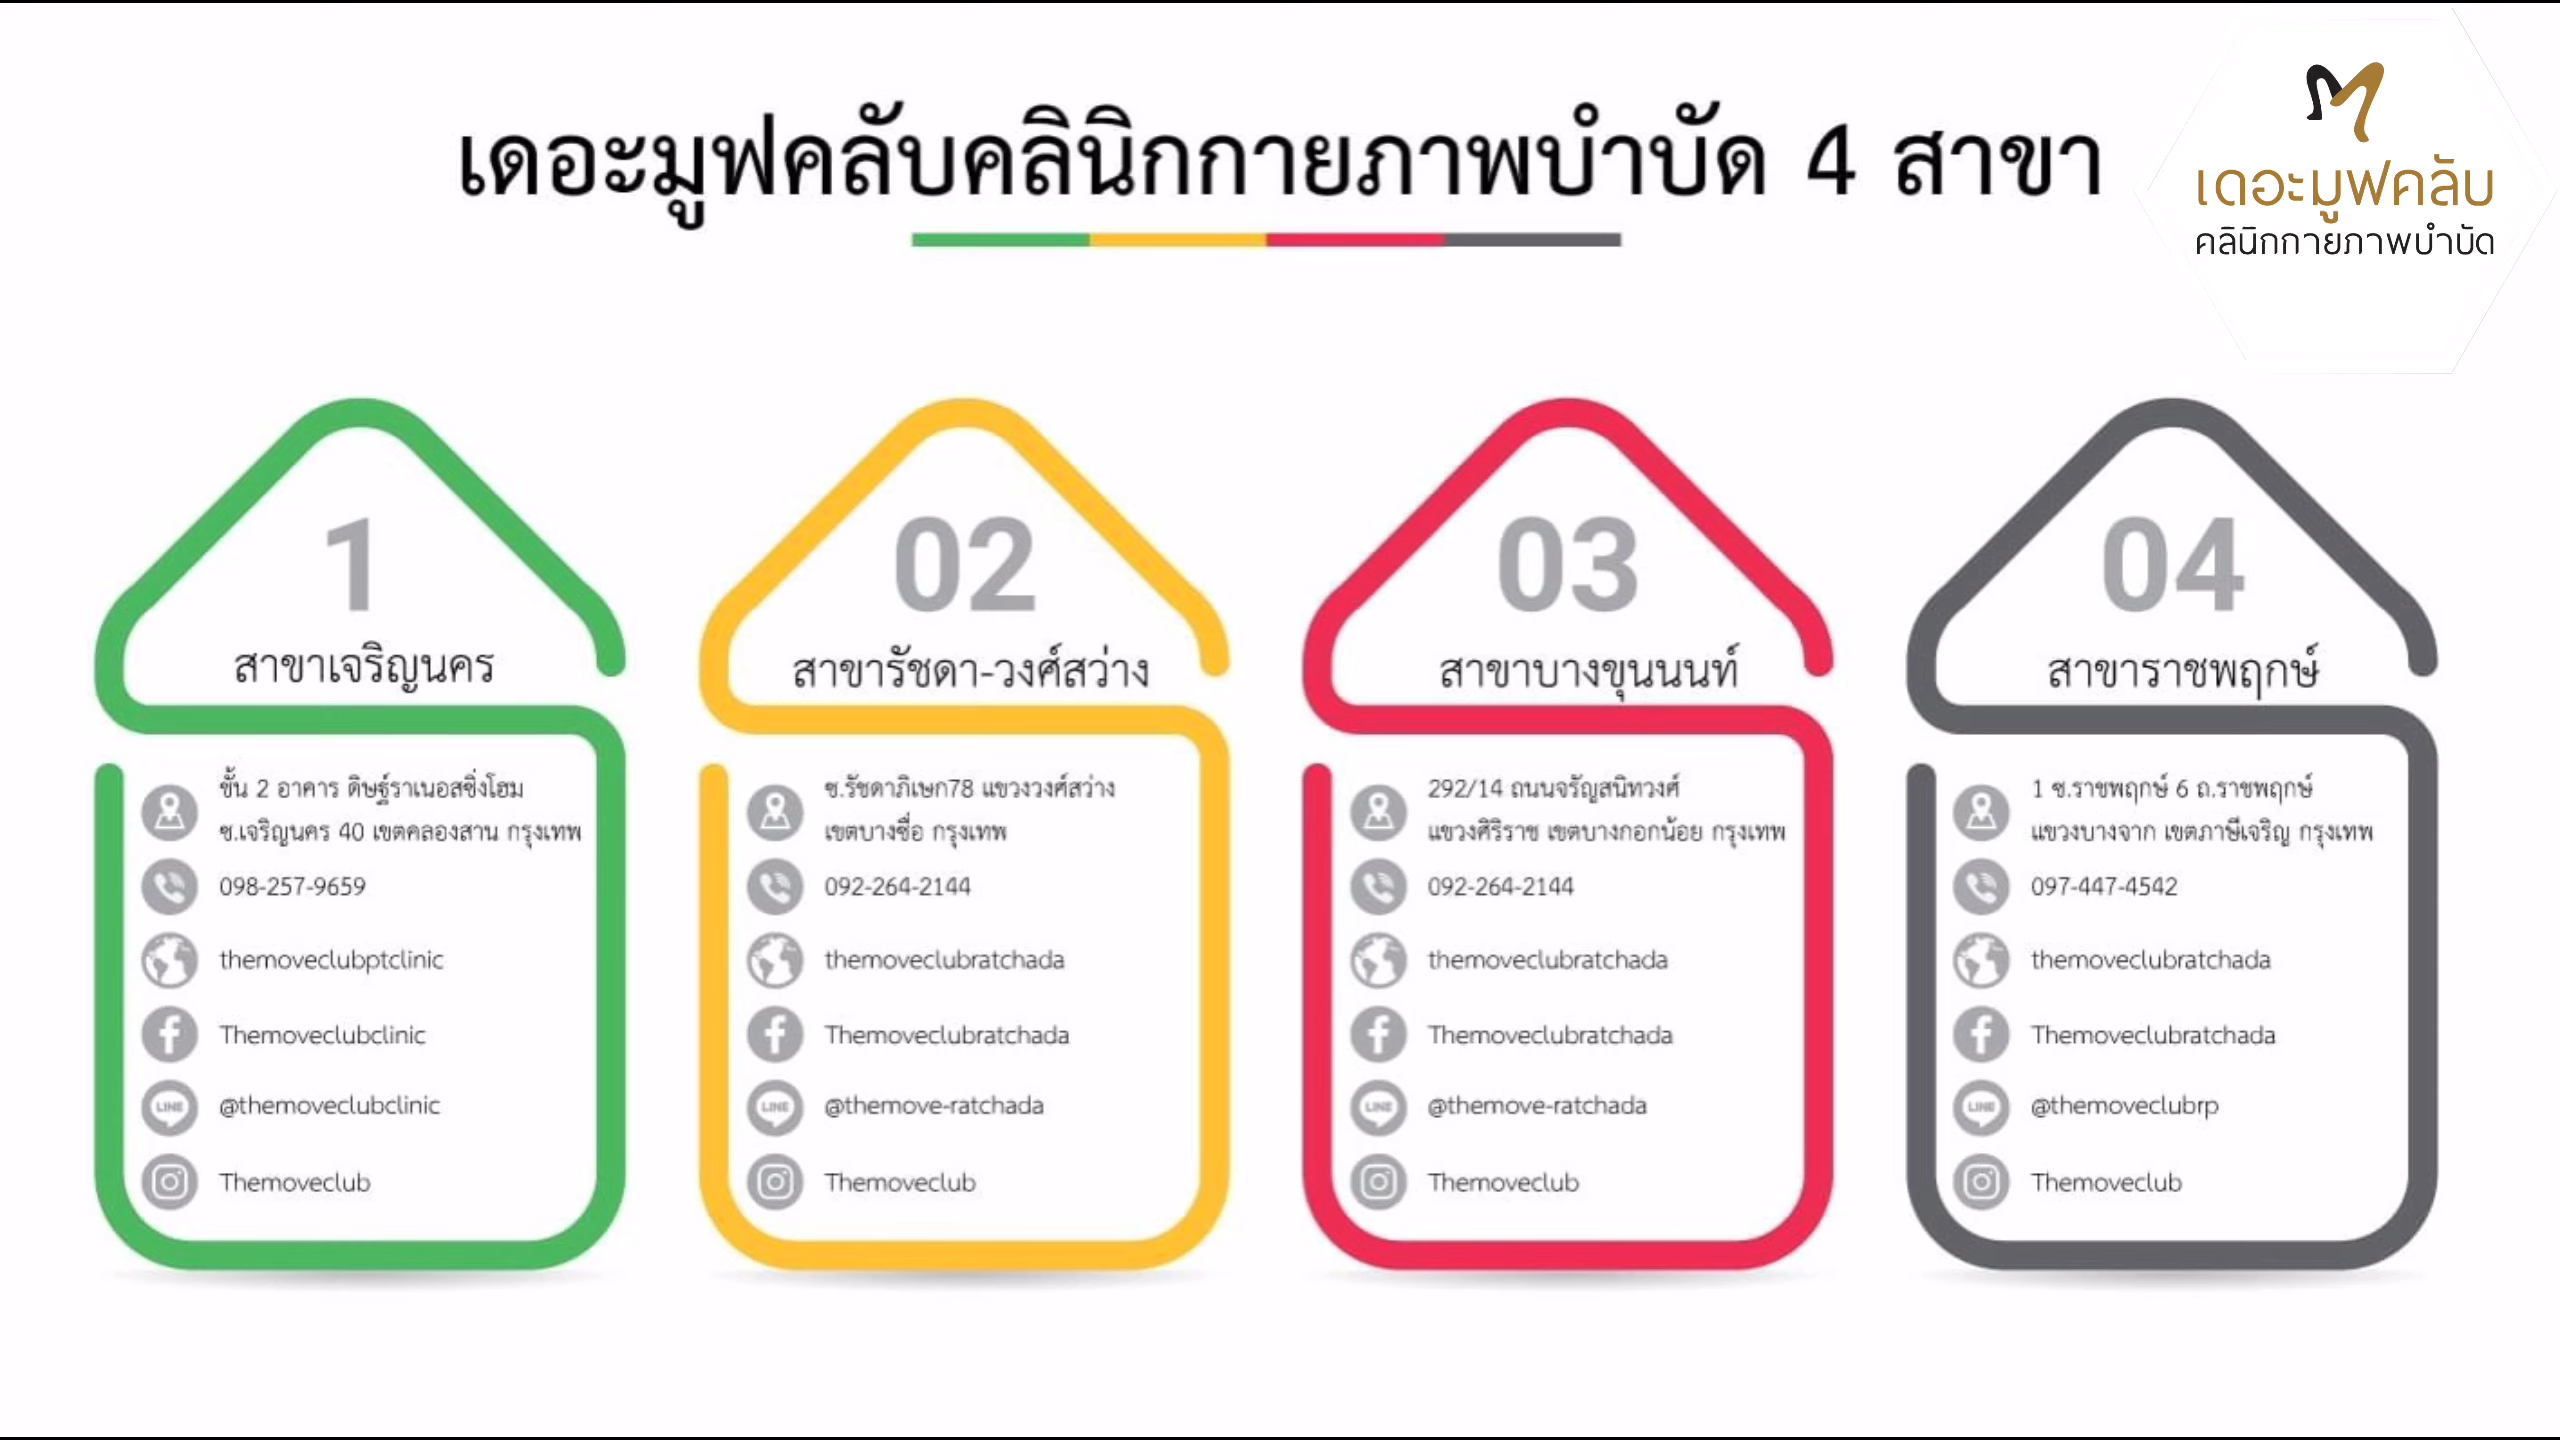 เดอะมูฟคลับคลินิกกายภาพบำบัด 4 สาขา
เดอะมูฟคลับ
คลินิกกายภาพบำบัด
1
สาขาเจริญนคร
ชั้น 2 อาคาร ดิษฐ์ราเนอสซิ่งโฮม
ซ.เจริญนคร 40 เขตคลองสาน กรุงเทพ
098-257-9659
themoveclubptclinic
Themoveclubclinic
LINE
@themoveclubclinic
Themoveclub
02
สาขารัชดา-วงศ์สว่าง
ซ.รัชดาภิเษก78 แขวงวงศ์สว่าง
เขตบางซื่อ กรุงเทพ
092-264-2144
themoveclubratchada
Themoveclubratchada
LINE
@themove-ratchada
Themoveclub
03
สาขาบางขุนนนท์
292/14 ถนนจรัญสนิทวงศ์
แขวงศิริราช เขตบางกอกน้อย กรุงเทพ
092-264-2144
themoveclubratchada
Themoveclubratchada
LINE
@themove-ratchada
Themoveclub
04
สาขาราชพฤกษ์
1 ซ.ราชพฤกษ์ 6 ถ.ราชพฤกษ์
แขวงบางจาก เขตภาษีเจริญ กรุงเทพ
097-447-4542
themoveclubratchada
Themoveclubratchada
LINE
@themoveclubrp
Themoveclub